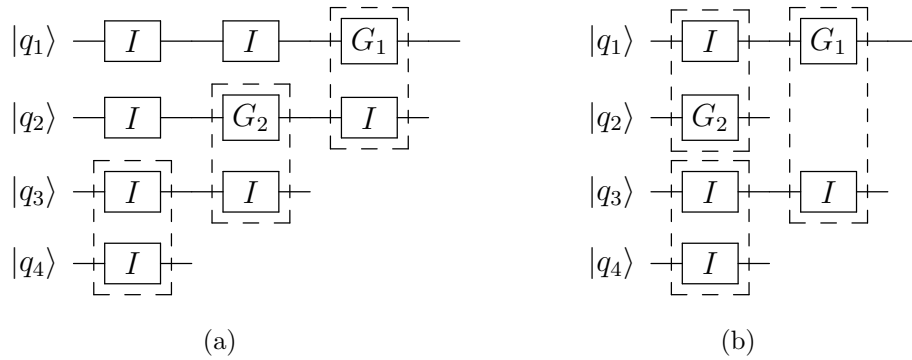 |q₁⟩ I I G₁ |q₁⟩ I G₁
|q₂⟩ I G₂ I |q₂⟩ G₂
|q₃⟩ I I |q₃⟩ I I
|q₄⟩ I |q₄⟩ I
(a) (b)